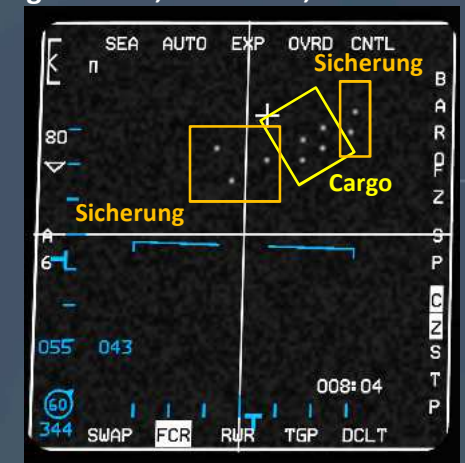 SEA AUTO EXP OVRD CNTL
Sicherung
B
A
R
80
F
Z
Cargo
Sicherung
A
6
S
P
C
Z
055 043
S
T
008:04
P
60
344 SWAP FCR RWR TGP DCLT